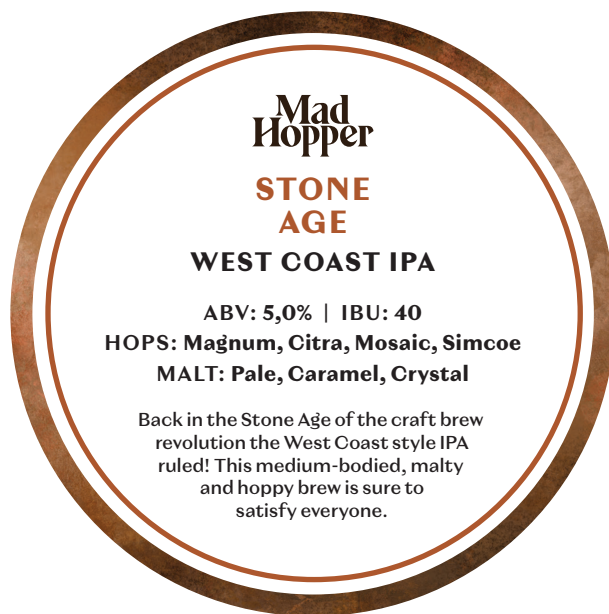 Mad
Hopper
STONE
AGE
WEST COAST IPA
ABV: 5,0% | IBU: 40
HOPS: Magnum, Citra, Mosaic, Simcoe
MALT: Pale, Caramel, Crystal
Back in the Stone Age of the craft brew
revolution the West Coast style IPA
ruled! This medium-bodied, malty
and hoppy brew is sure to
satisfy everyone.